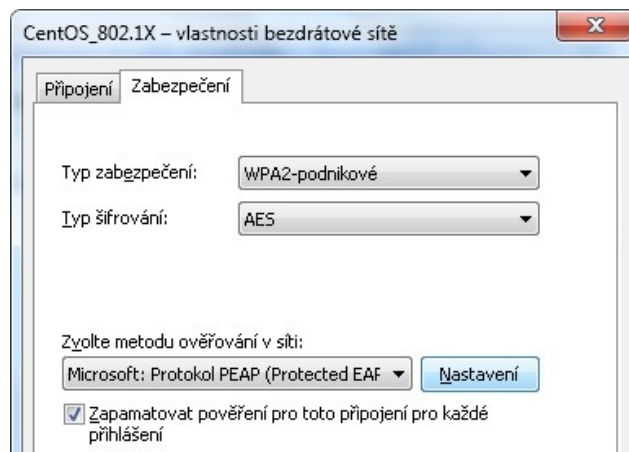 CentOS_802.1X – vlastnosti bezdrátové sítě
Připojení Zabezpečení
Typ zabezpečení: WPA2-podnikové
Typ šifrování: AES
Zvolte metodu ověřování v síti:
Microsoft: Protokol PEAP (Protected EAP Nastavení
Zapamatovat pověření pro toto připojení pro každé
přihlášení